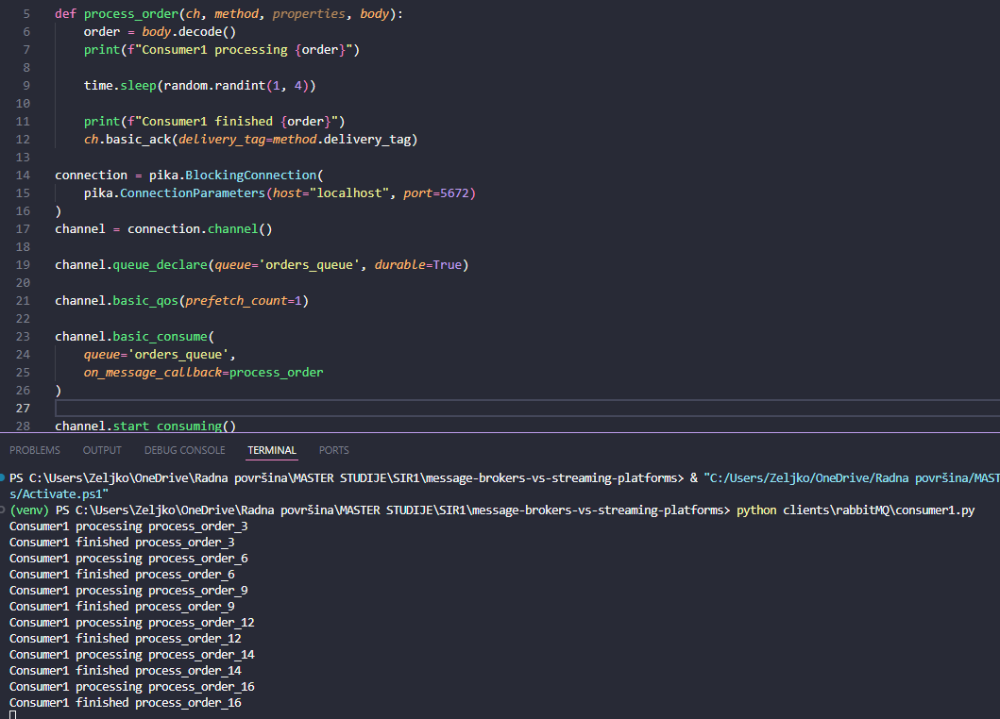 5 def process_order(ch, method, properties, body):
6 order = body.decode()
7 print(f"Consumer1 processing {order}")
8
9 time.sleep(random.randint(1, 4))
10
11 print(f"Consumer1 finished {order}")
12 ch.basic_ack(delivery_tag=method.delivery_tag)
13
14 connection = pika.BlockingConnection(
15 pika.ConnectionParameters(host="localhost", port=5672)
16 )
17 channel = connection.channel()
18
19 channel.queue_declare(queue='orders_queue', durable=True)
20
21 channel.basic_qos(prefetch_count=1)
22
23 channel.basic_consume(
24 queue='orders_queue',
25 on_message_callback=process_order
26 )
27
28 channel.start_consuming()
PROBLEMS OUTPUT DEBUG CONSOLE TERMINAL PORTS
PS C:\Users\Zeljko\OneDrive\Radna površina\MASTER STUDIJE\SIR1\message-brokers-vs-streaming-platforms> & "C:/Users/Zeljko/OneDrive/Radna površina/MAST
s/Activate.ps1"
(venv) PS C:\Users\Zeljko\OneDrive\Radna površina\MASTER STUDIJE\SIR1\message-brokers-vs-streaming-platforms> python clients\rabbitMQ\consumer1.py
Consumer1 processing process_order_3
Consumer1 finished process_order_3
Consumer1 processing process_order_6
Consumer1 finished process_order_6
Consumer1 processing process_order_9
Consumer1 finished process_order_9
Consumer1 processing process_order_12
Consumer1 finished process_order_12
Consumer1 processing process_order_14
Consumer1 finished process_order_14
Consumer1 processing process_order_16
Consumer1 finished process_order_16